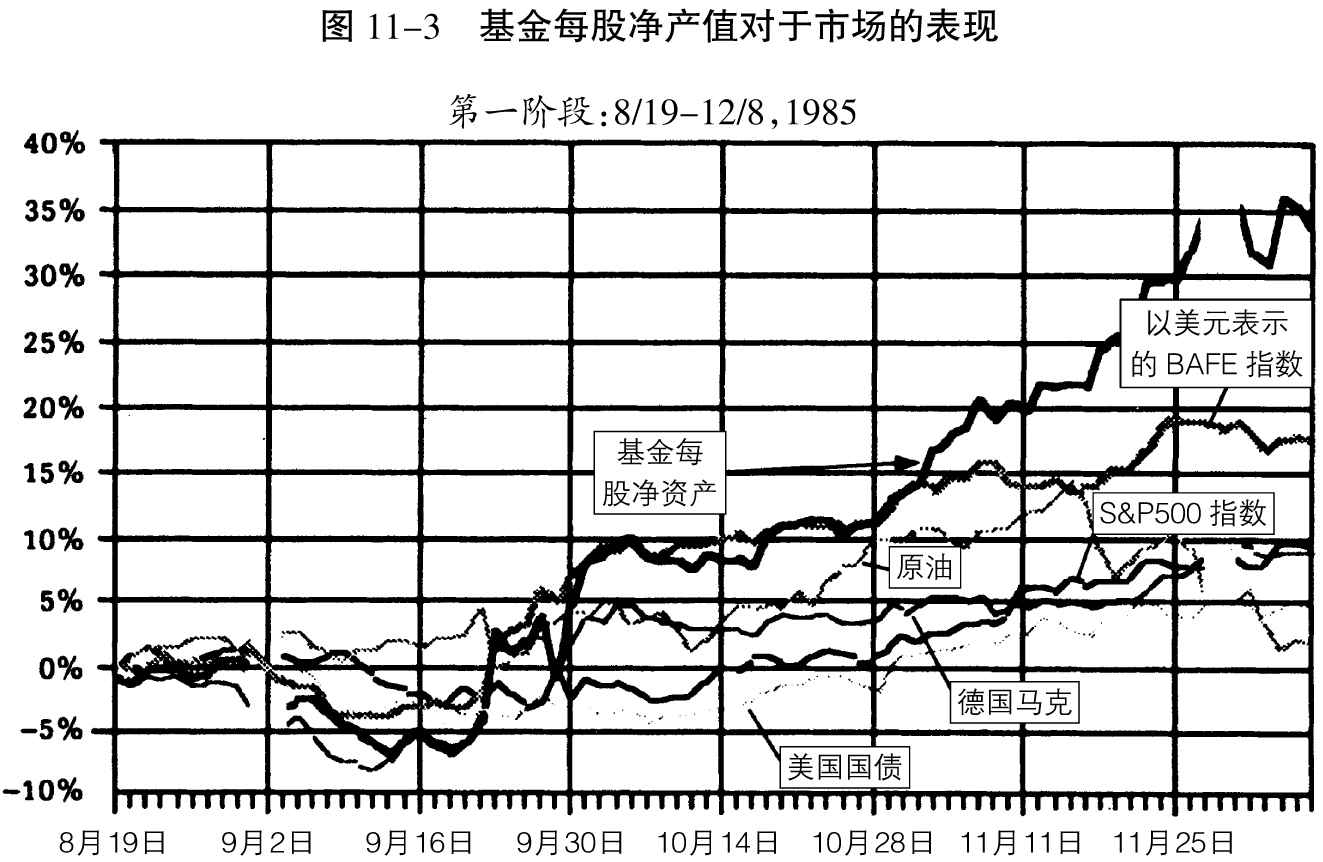 图 11-3 基金每股净产值对于市场的表现
第一阶段:8/19-12/8,1985
40%
35%
30%
25%
20%
15%
10%
5%
0%
-5%
-10%
以美元表示
的 BAFE 指数
基金每
股净资产
S&P500 指数
原油
德国马克
美国国债
8月19日 9月2日 9月16日 9月30日 10月14日 10月28日 11月11日 11月25日